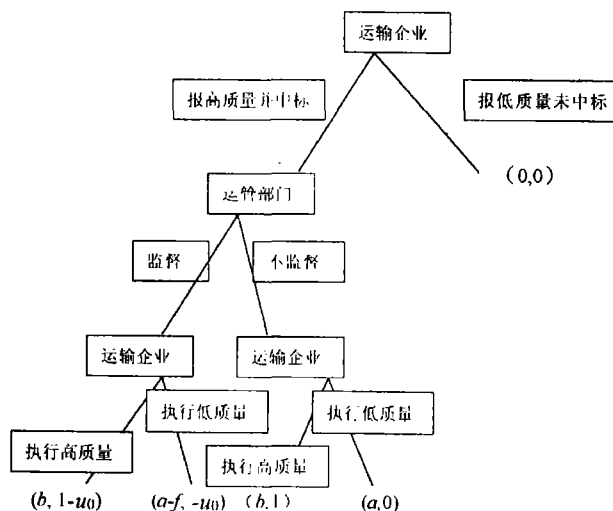 运输企业
报高质量并中标
报低质量未中标
(0,0)
运管部门
监督
不监督
运输企业
运输企业
执行低质量
执行低质量
执行高质量
执行高质量
(b, 1-u0)
(a-f, -u0)
(b,1)
(a,0)